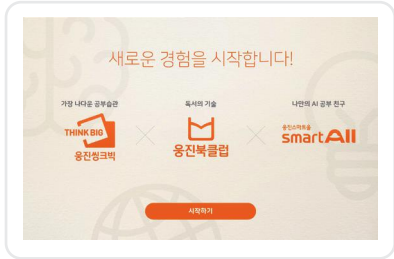 새로운 경험을 시작합니다!
가장 나다운 공부습관
THINK BIG
웅진씽크빅
독서의 기술
웅진북클럽
나만의 AI 공부 친구
웅진스마트올
smartAll
시작하기